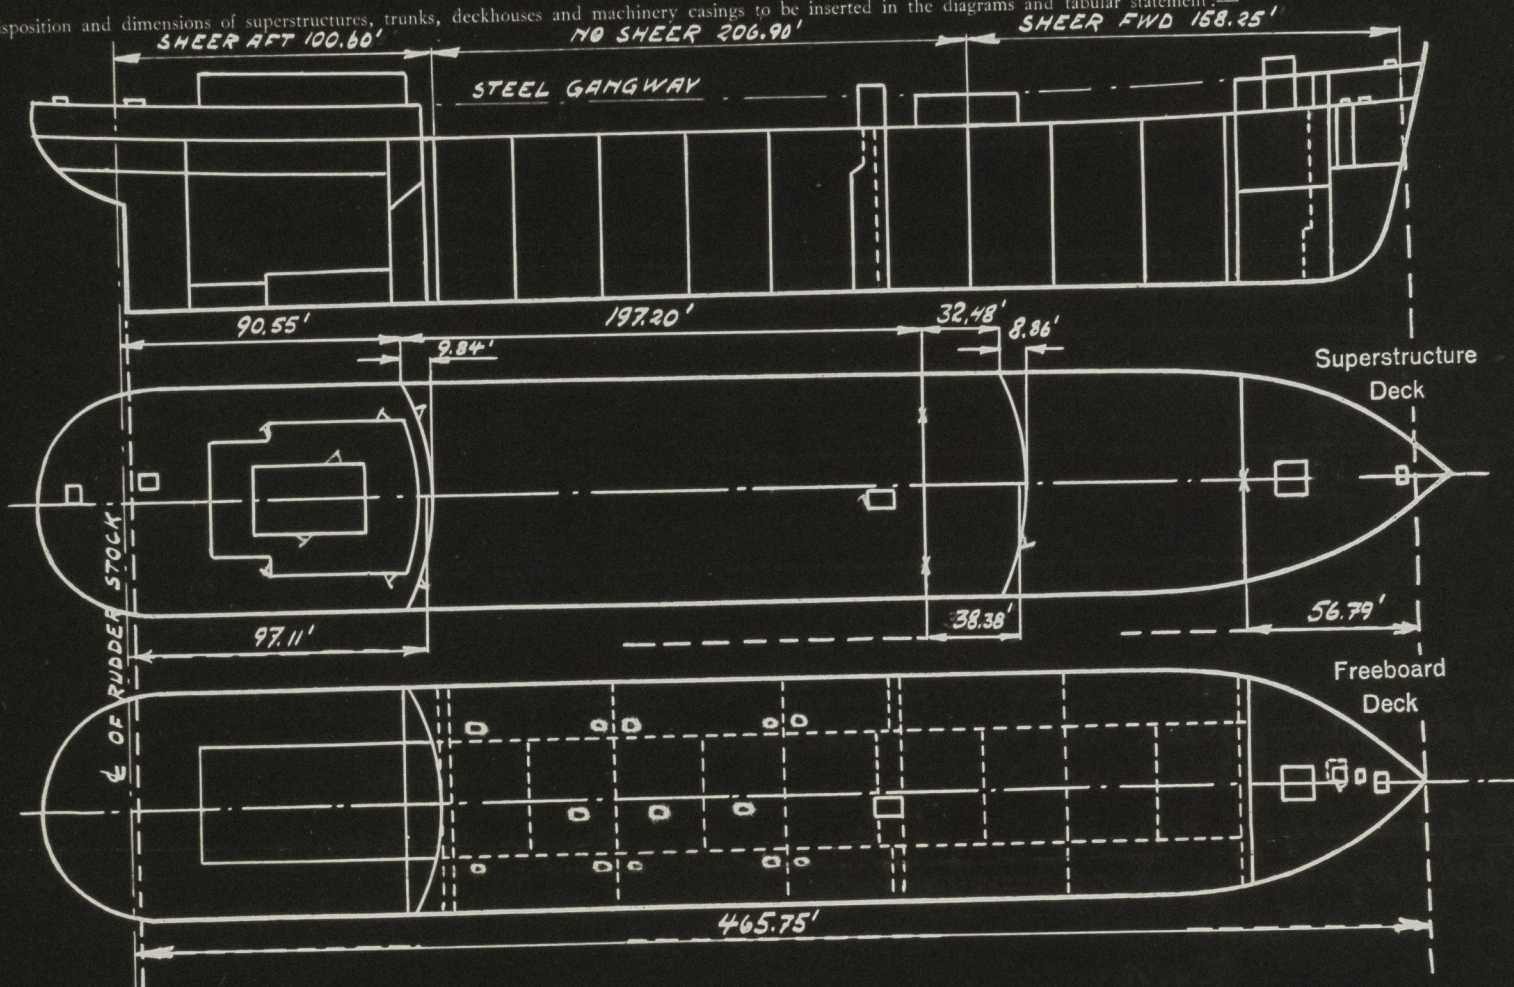 sposition and dimensions of superstructures, trunks, deckhouses and machinery casings to be inserted in the diagrams and tabular statement:—
SHEER AFT 100.60' NO SHEER 206.90' SHEER FWD 158.25'
STEEL GANGWAY
90.55' 197.20' 32.48' 8.86'
9.84'
Superstructure
Deck
℄ OF RUDDER STOCK
97.11' 38.38' 56.79'
Freeboard
Deck
465.75'